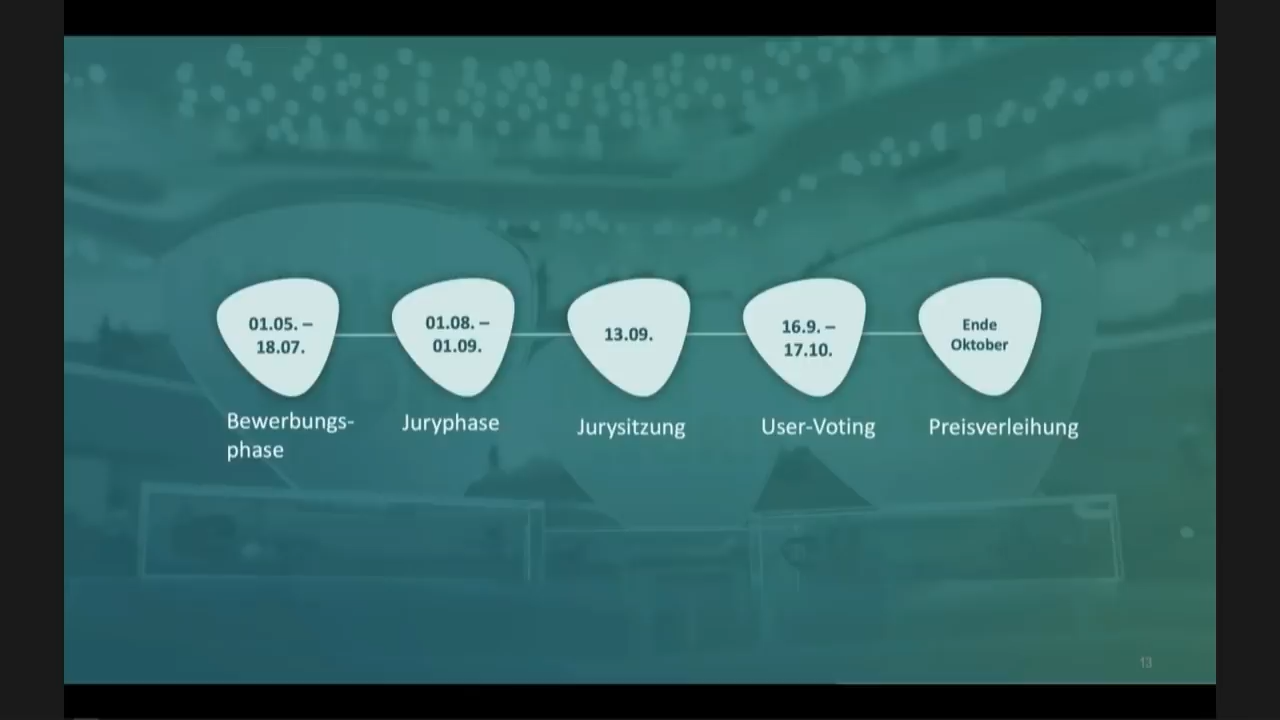 01.05. –
18.07.
Bewerbungs-
phase
01.08. –
01.09.
Juryphase
13.09.
Jurysitzung
16.9. –
17.10.
User-Voting
Ende
Oktober
Preisverleihung
13